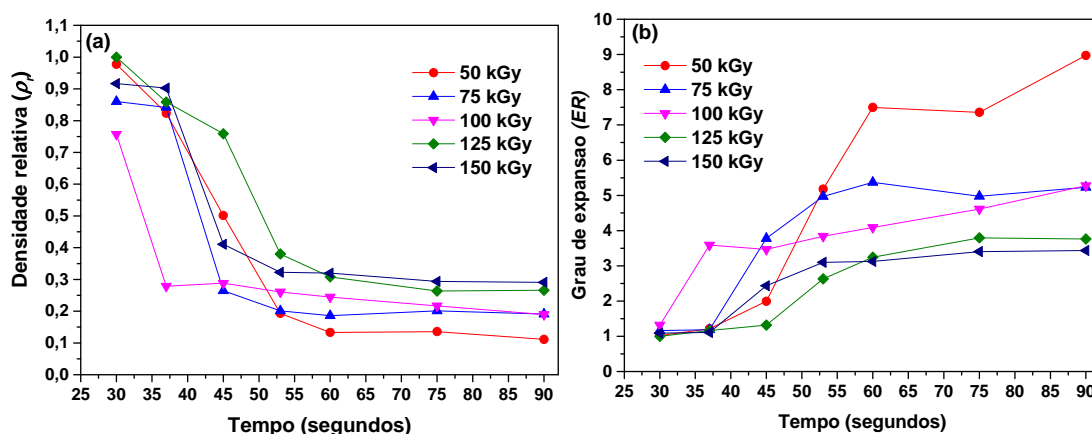 (a)
Densidade relativa (ρr)
1,1
1,0
0,9
0,8
0,7
0,6
0,5
0,4
0,3
0,2
0,1
0,0
50 kGy
75 kGy
100 kGy
125 kGy
150 kGy
25 30 35 40 45 50 55 60 65 70 75 80 85 90
Tempo (segundos)
(b)
Grau de expansao (ER)
10
9
8
7
6
5
4
3
2
1
0
50 kGy
75 kGy
100 kGy
125 kGy
150 kGy
25 30 35 40 45 50 55 60 65 70 75 80 85 90
Tempo (segundos)